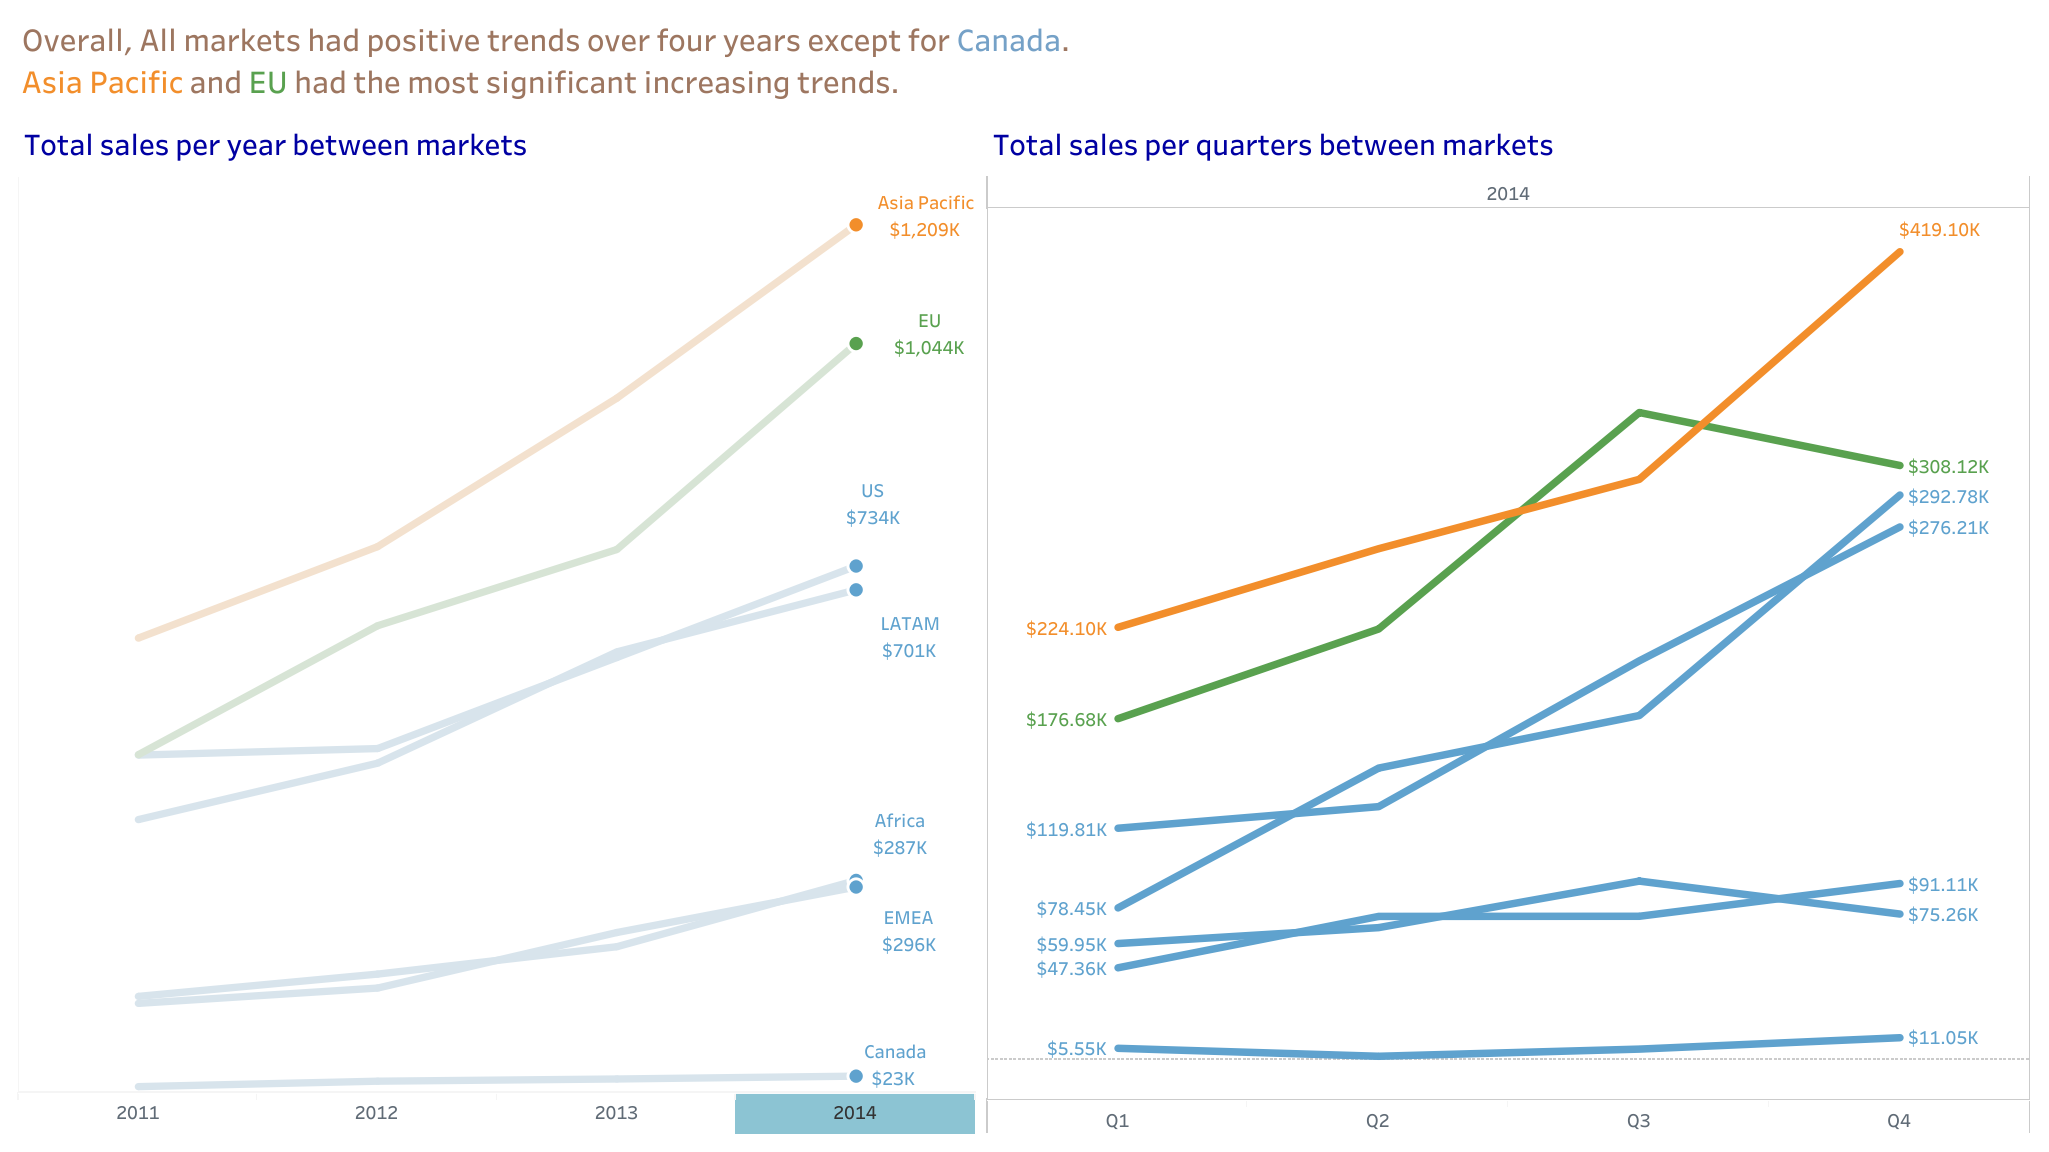 Overall, All markets had positive trends over four years except for Canada.
Asia Pacific and EU had the most significant increasing trends.
Total sales per year between markets
Asia Pacific
$1,209K
EU
$1,044K
US
$734K
LATAM
$701K
Africa
$287K
EMEA
$296K
Canada
$23K
2011
2012
2013
2014
Total sales per quarters between markets
2014
$419.10K
$308.12K
$292.78K
$276.21K
$224.10K
$176.68K
$119.81K
$78.45K
$59.95K
$47.36K
$91.11K
$75.26K
$5.55K
$11.05K
Q1
Q2
Q3
Q4